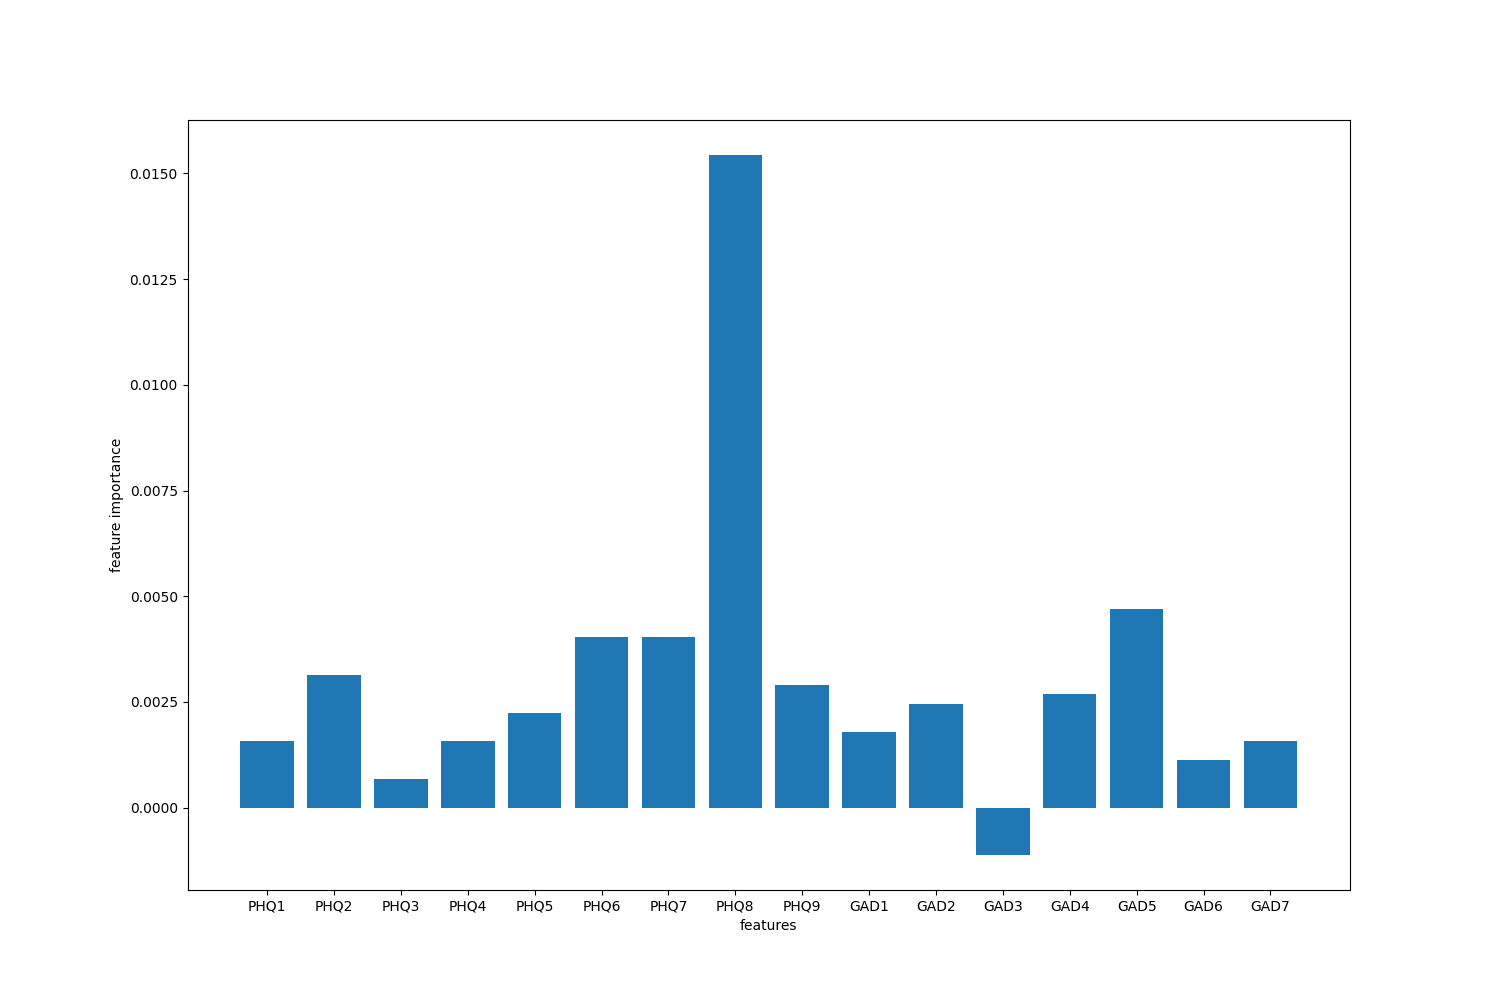 feature importance
0.0150
0.0125
0.0100
0.0075
0.0050
0.0025
0.0000
PHQ1 PHQ2 PHQ3 PHQ4 PHQ5 PHQ6 PHQ7 PHQ8 PHQ9 GAD1 GAD2 GAD3 GAD4 GAD5 GAD6 GAD7
features